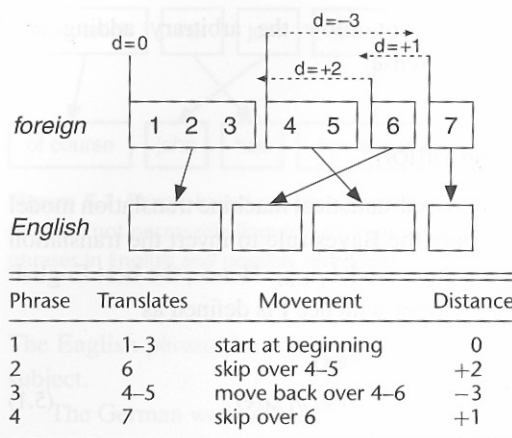 d=−3
d=0
d=+1
d=+2
foreign 1 2 3 4 5 6 7
English
Phrase Translates Movement Distance
1 1–3 start at beginning 0
2 6 skip over 4–5 +2
3 4–5 move back over 4–6 −3
4 7 skip over 6 +1